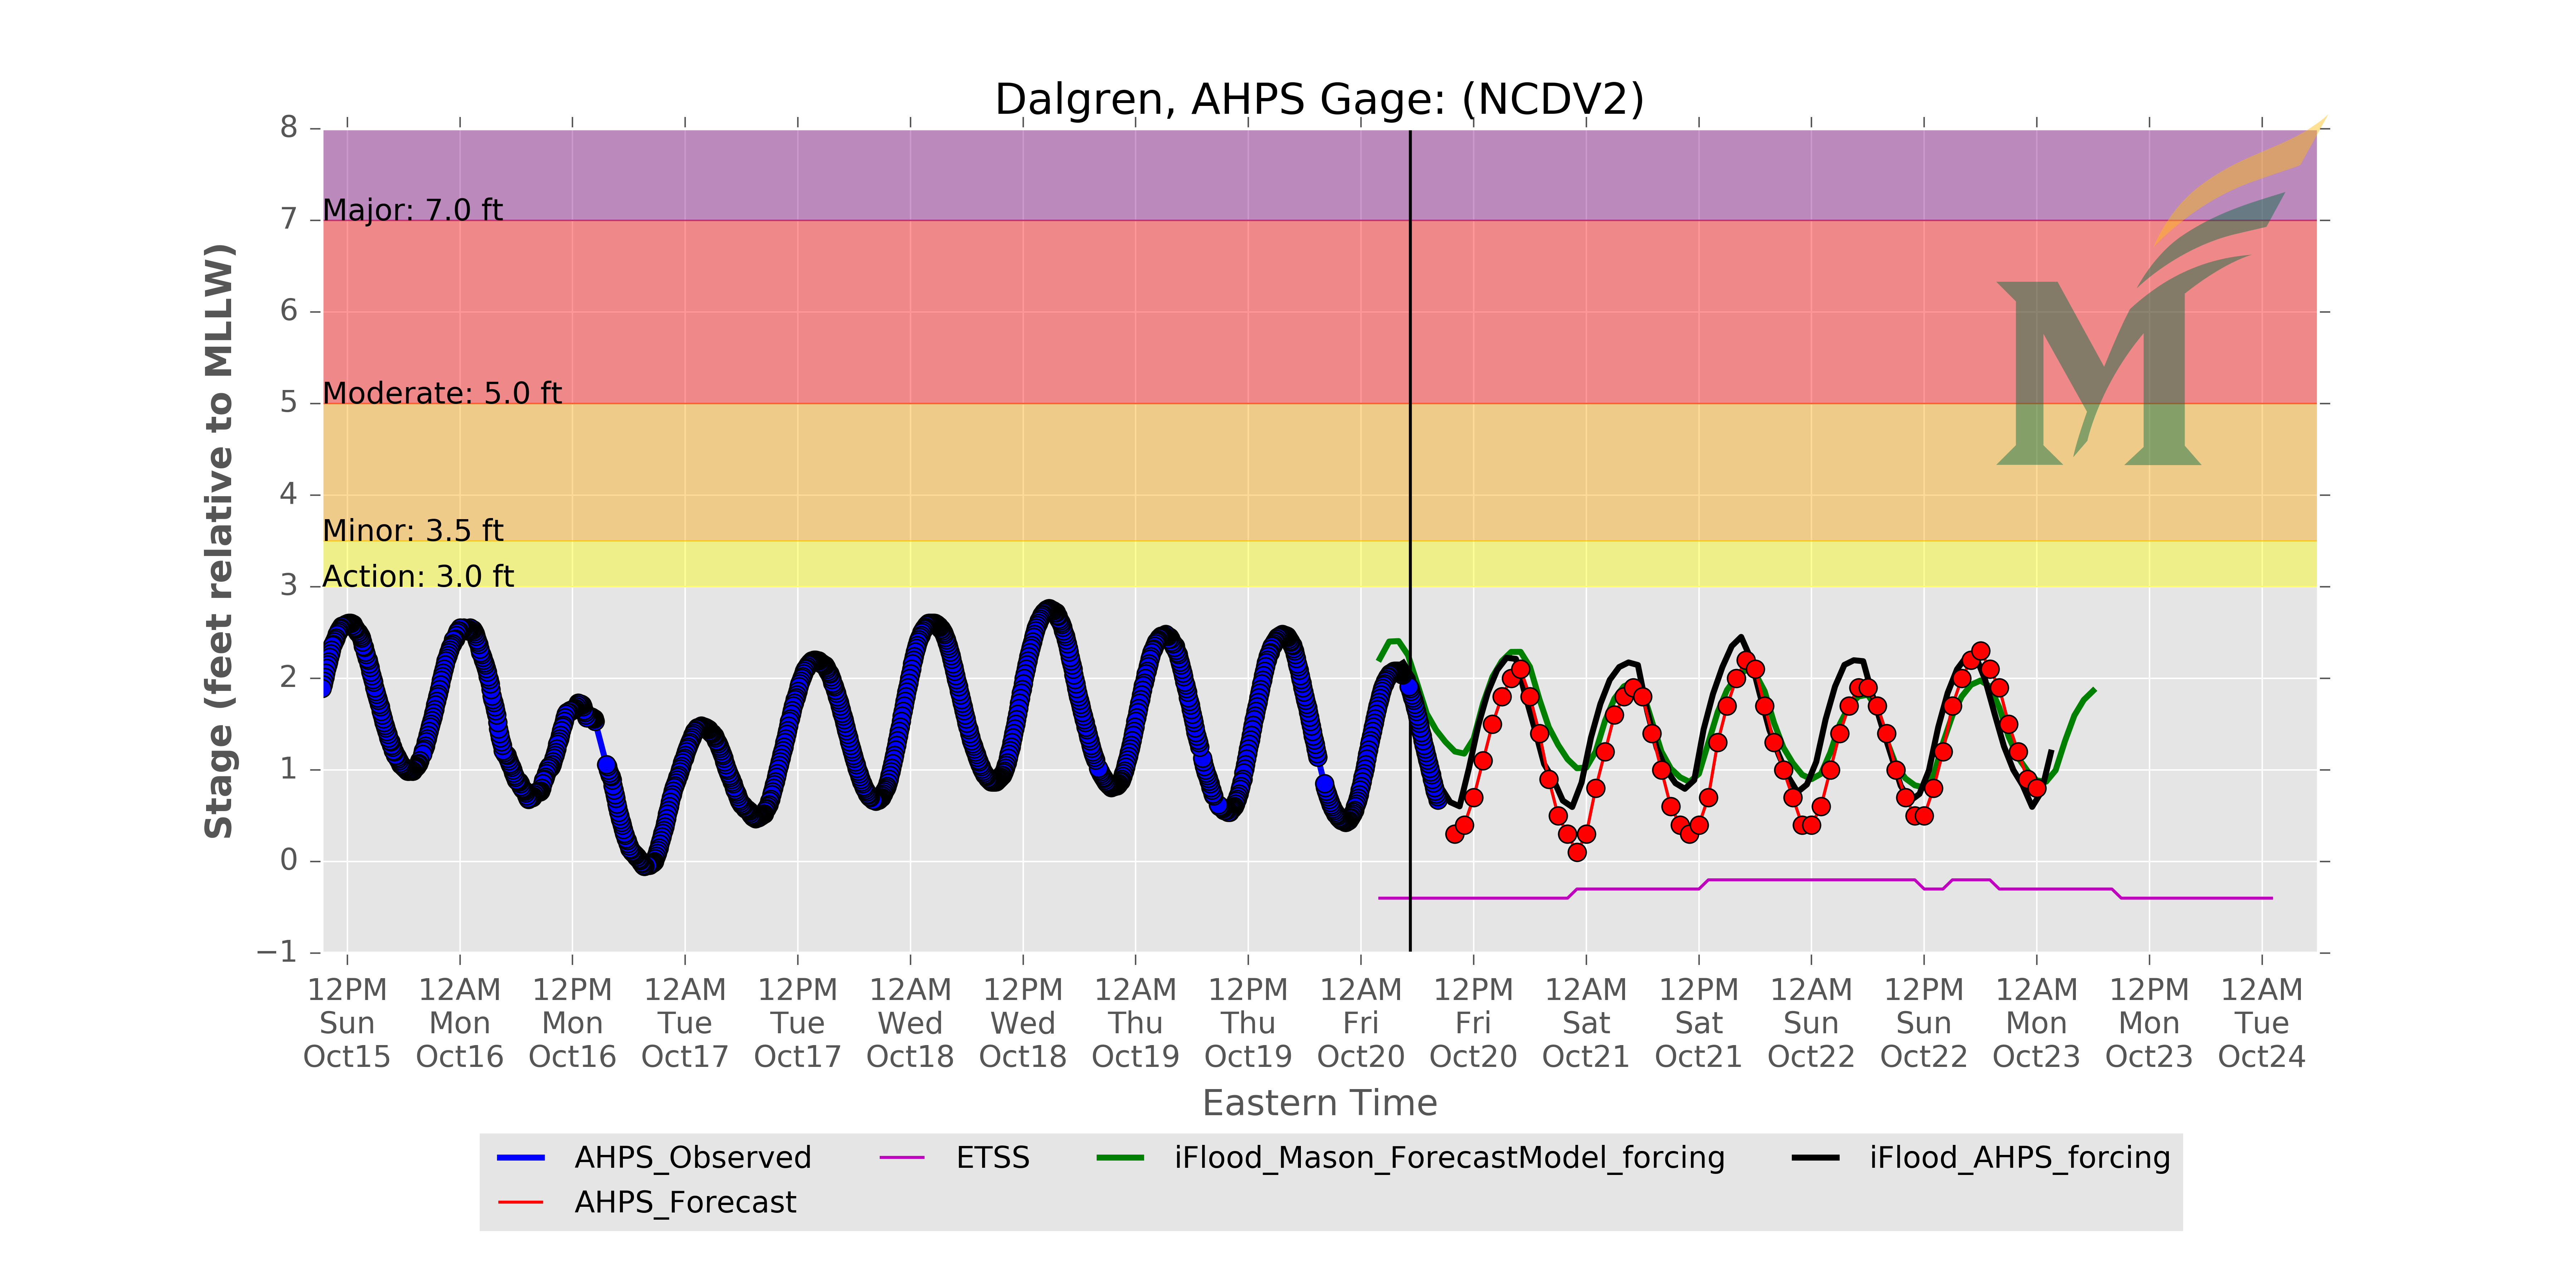 Dalgren, AHPS Gage: (NCDV2)
8
7
6
5
4
3
2
1
0
−1
Stage (feet relative to MLLW)
Major: 7.0 ft
Moderate: 5.0 ft
Minor: 3.5 ft
Action: 3.0 ft
M
12PM 12AM 12PM 12AM 12PM 12AM 12PM 12AM 12PM 12AM 12PM 12AM 12PM 12AM 12PM 12AM 12PM 12AM
Sun Mon Mon Tue Tue Wed Wed Thu Thu Fri Fri Sat Sat Sun Sun Mon Mon Tue
Oct15 Oct16 Oct16 Oct17 Oct17 Oct18 Oct18 Oct19 Oct19 Oct20 Oct20 Oct21 Oct21 Oct22 Oct22 Oct23 Oct23 Oct24
Eastern Time
AHPS_Observed ETSS iFlood_Mason_ForecastModel_forcing iFlood_AHPS_forcing
AHPS_Forecast